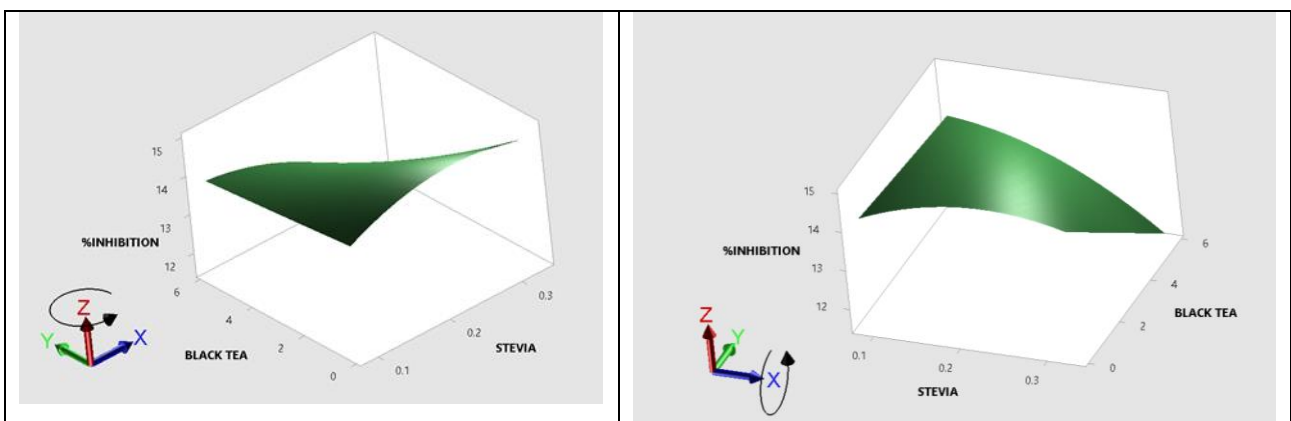 15
14
13
%INHIBITION
12
6
4
BLACK TEA
2
0
0.1
0.2
STEVIA
0.3
Z
Y
X
15
14
%INHIBITION
13
12
0.1
0.2
STEVIA
0.3
0
2
BLACK TEA
4
6
Z
Y
X